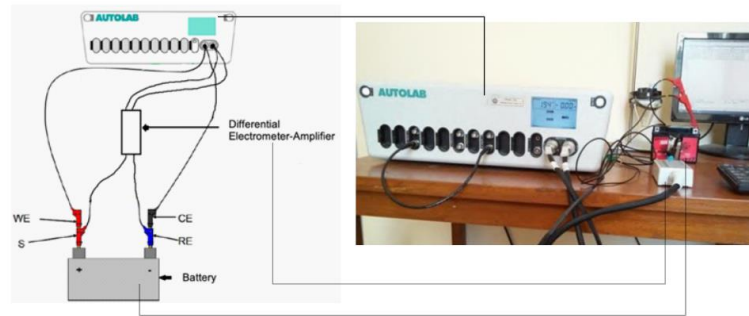 AUTOLAB
Differential
Electrometer-Amplifier
WE
CE
S
RE
+
-
Battery
AUTOLAB